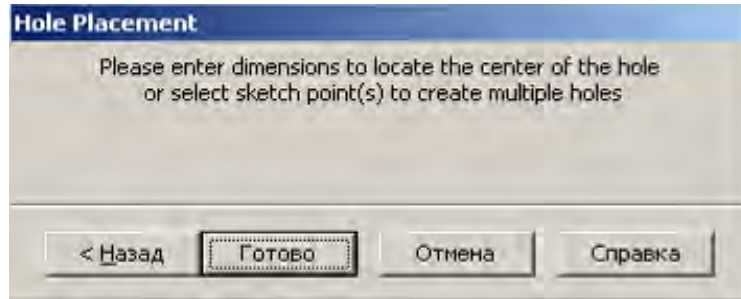 Hole Placement
Please enter dimensions to locate the center of the hole
or select sketch point(s) to create multiple holes
< Назад Готово Отмена Справка